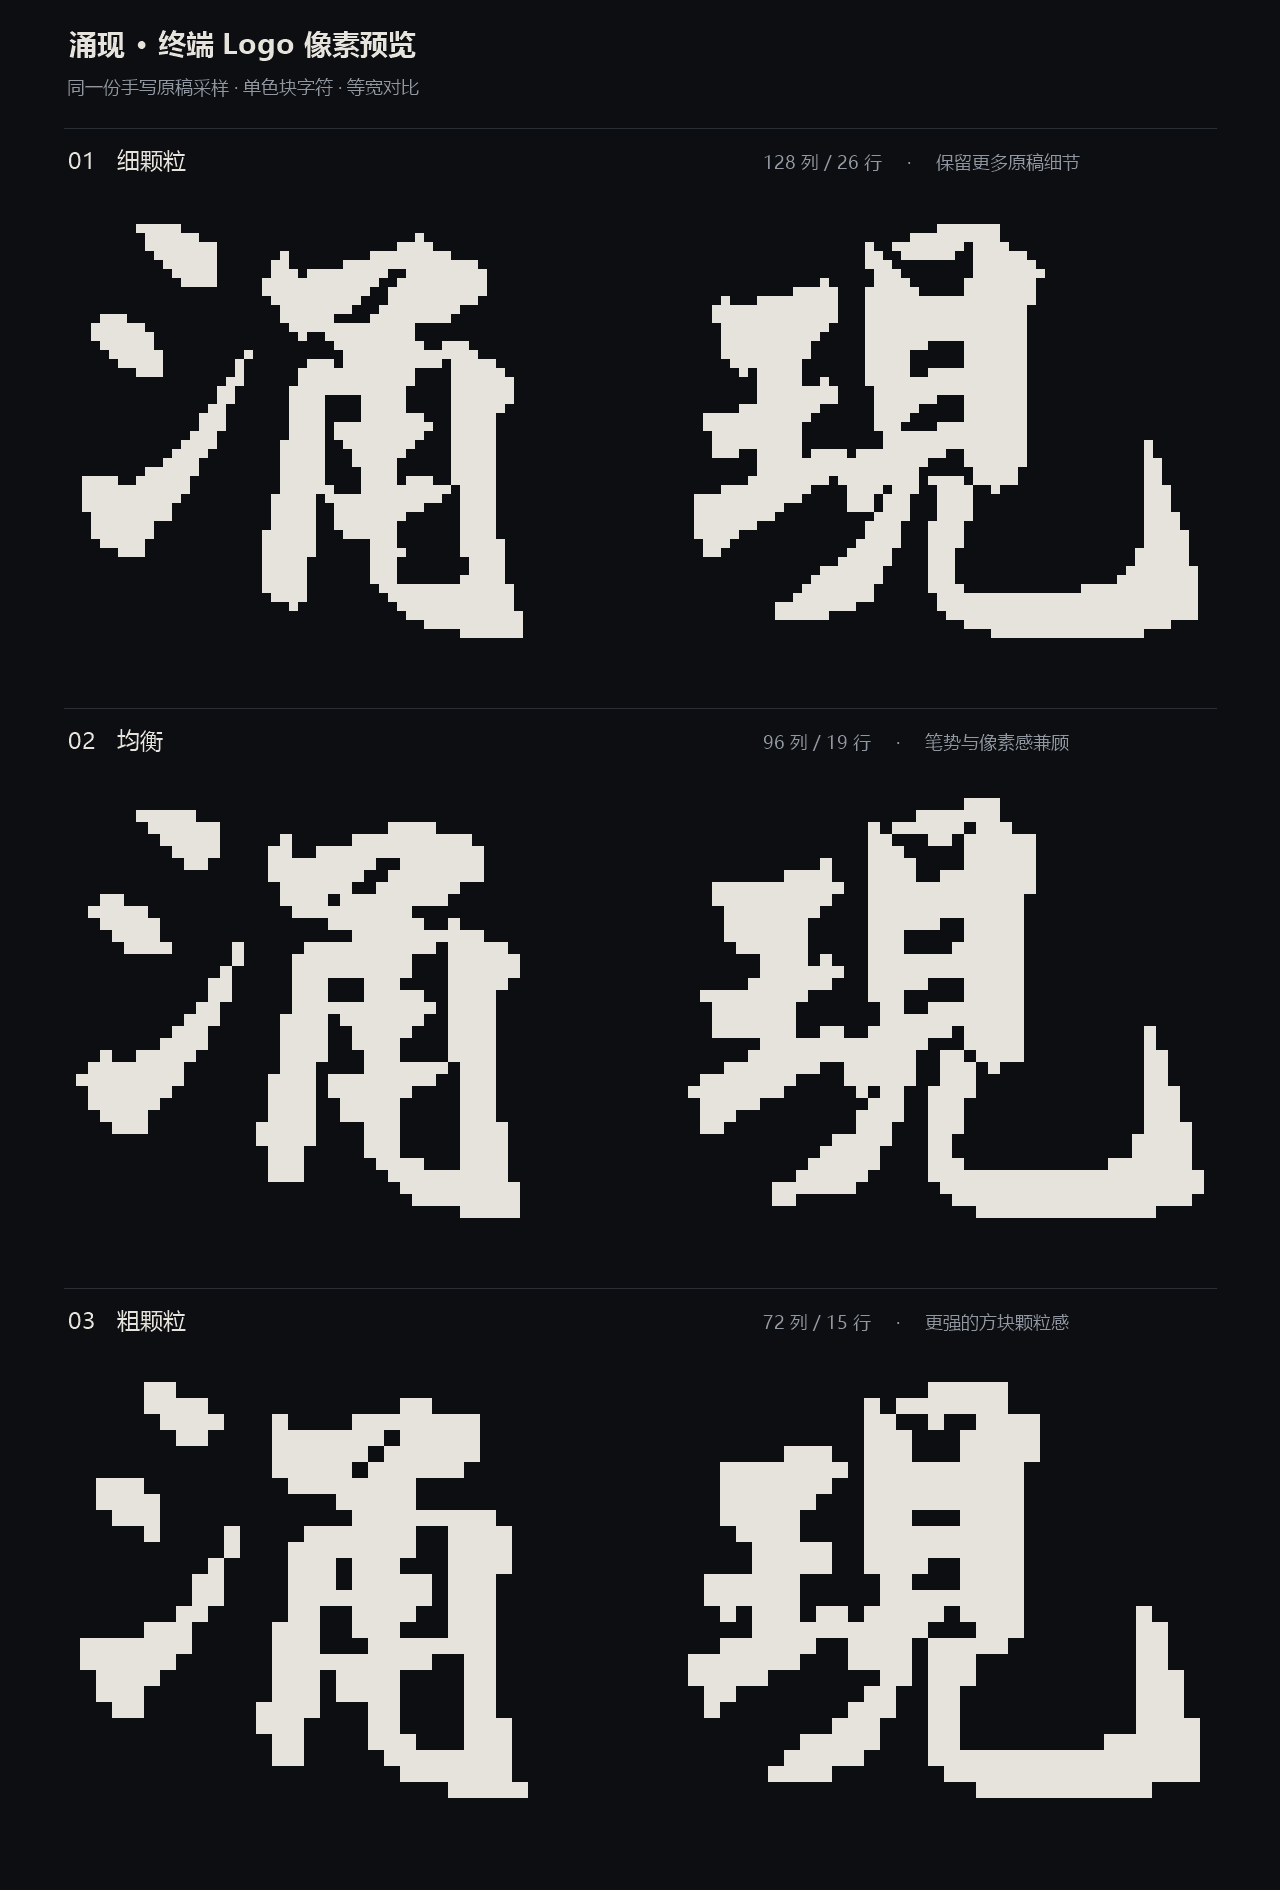 涌现 · 终端 Logo 像素预览
同一份手写原稿采样 · 单色块字符 · 等宽对比
01 细颗粒 128 列 / 26 行 · 保留更多原稿细节
涌現
02 均衡 96 列 / 19 行 · 笔势与像素感兼顾
涌現
03 粗颗粒 72 列 / 15 行 · 更强的方块颗粒感
涌現